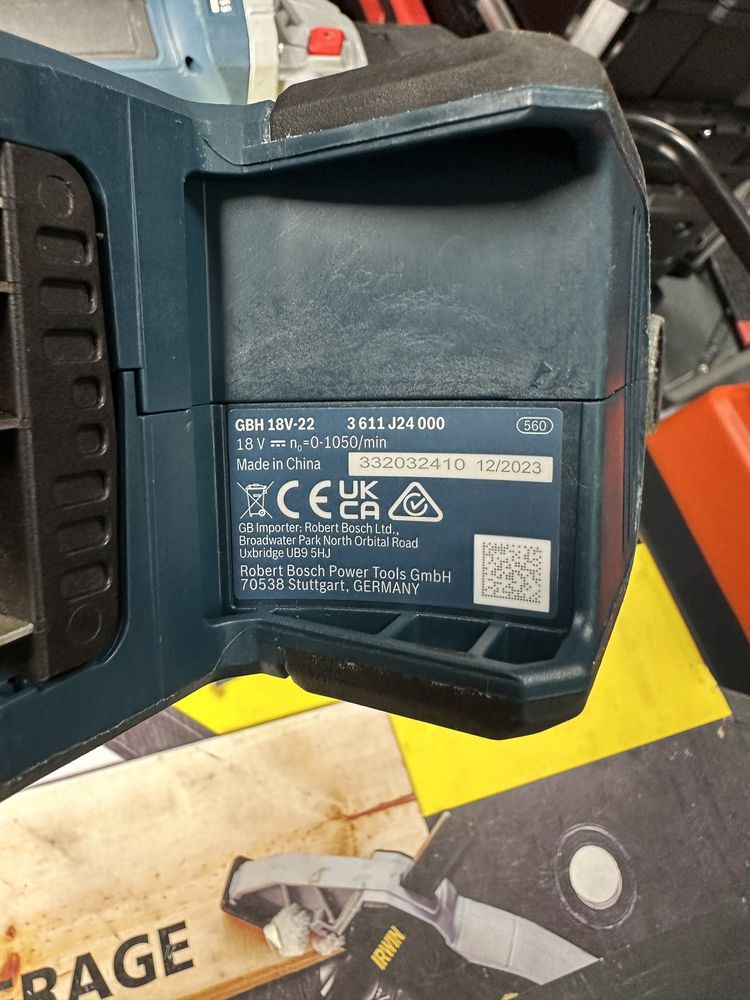 GBH 18V-22 3 611 J24 000 560
18 V ⎓ n₀=0-1050/min
Made in China 332032410 12/2023
CE UK CA
GB Importer: Robert Bosch Ltd.,
Broadwater Park North Orbital Road
Uxbridge UB9 5HJ
Robert Bosch Power Tools GmbH
70538 Stuttgart, GERMANY
IRWIN
RAGE